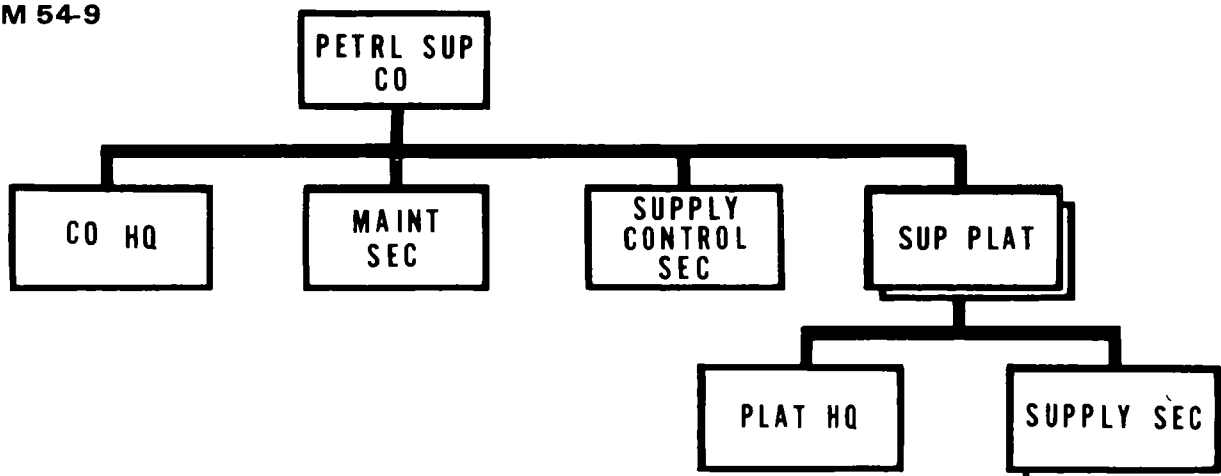 M 54-9
PETRL SUP
CO
CO HQ
MAINT
SEC
SUPPLY
CONTROL
SEC
SUP PLAT
PLAT HQ
SUPPLY SEC